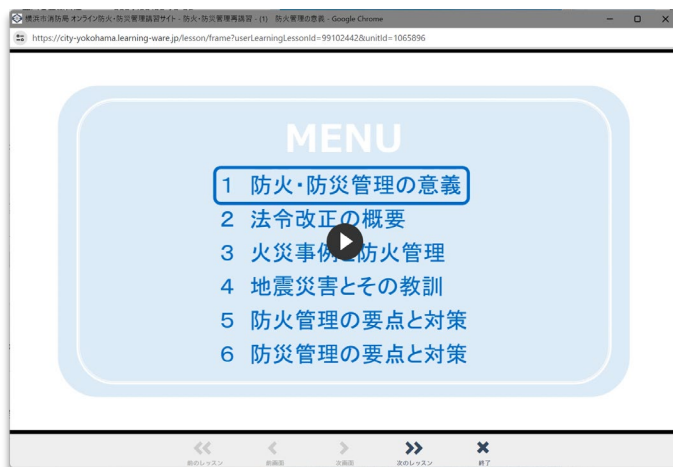 横浜市消防局 オンライン防火・防災管理講習サイト - 防火・防災管理再講習 - (1) 防火管理の意義 - Google Chrome
https://city-yokohama.learning-ware.jp/lesson/frame?userLearningLessonId=99102442&unitId=1065896
MENU
1 防火・防災管理の意義
2 法令改正の概要
3 火災事例と防火管理
4 地震災害とその教訓
5 防火管理の要点と対策
6 防災管理の要点と対策
前のレッスン 前画面 次画面 次のレッスン 終了